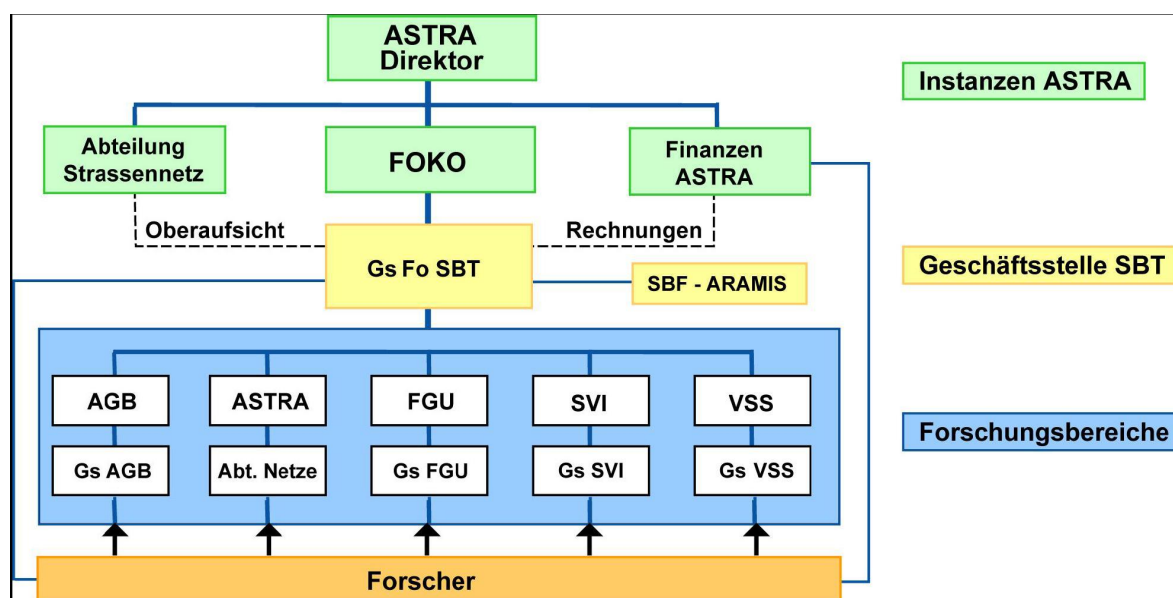 ASTRA
Direktor
Instanzen ASTRA
Abteilung
Strassennetz
FOKO
Finanzen
ASTRA
Oberaufsicht
Rechnungen
Gs Fo SBT
SBF - ARAMIS
Geschäftsstelle SBT
AGB
ASTRA
FGU
SVI
VSS
Forschungsbereiche
Gs AGB
Abt. Netze
Gs FGU
Gs SVI
Gs VSS
Forscher